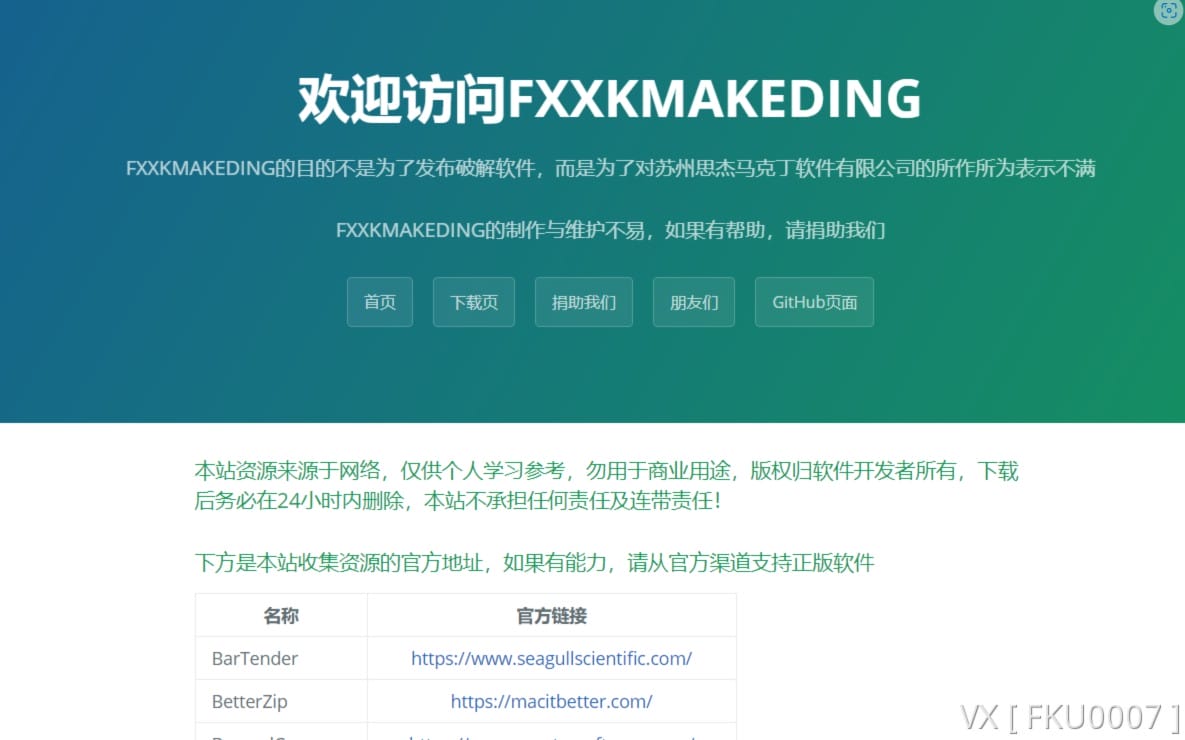 欢迎访问FXXKMAKEDING
FXXKMAKEDING的目的不是为了发布破解软件，而是为了对苏州思杰马克丁软件有限公司的所作所为表示不满
FXXKMAKEDING的制作与维护不易，如果有帮助，请捐助我们
首页 下载页 捐助我们 朋友们 GitHub页面
本站资源来源于网络，仅供个人学习参考，勿用于商业用途，版权归软件开发者所有，下载
后务必在24小时内删除，本站不承担任何责任及连带责任！
下方是本站收集资源的官方地址，如果有能力，请从官方渠道支持正版软件
名称 官方链接
BarTender https://www.seagullscientific.com/
BetterZip https://macitbetter.com/
VX [ FKU0007 ]